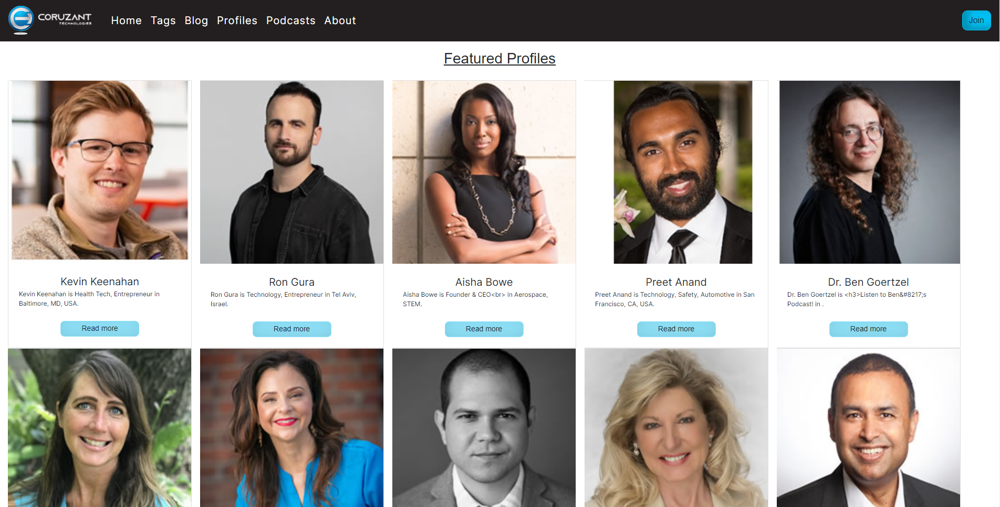 CORUZANT
TECHNOLOGIES
Home Tags Blog Profiles Podcasts About
Join
Featured Profiles
Kevin Keenahan
Kevin Keenahan is Health Tech, Entrepreneur in
Baltimore, MD, USA.
Read more
Ron Gura
Ron Gura is Technology, Entrepreneur in Tel Aviv,
Israel.
Read more
Aisha Bowe
Aisha Bowe is Founder & CEO<br> in Aerospace,
STEM.
Read more
Preet Anand
Preet Anand is Technology, Safety, Automotive in San
Francisco, CA, USA.
Read more
Dr. Ben Goertzel
Dr. Ben Goertzel is <h3>Listen to Ben&#8217;s
Podcast! in .
Read more